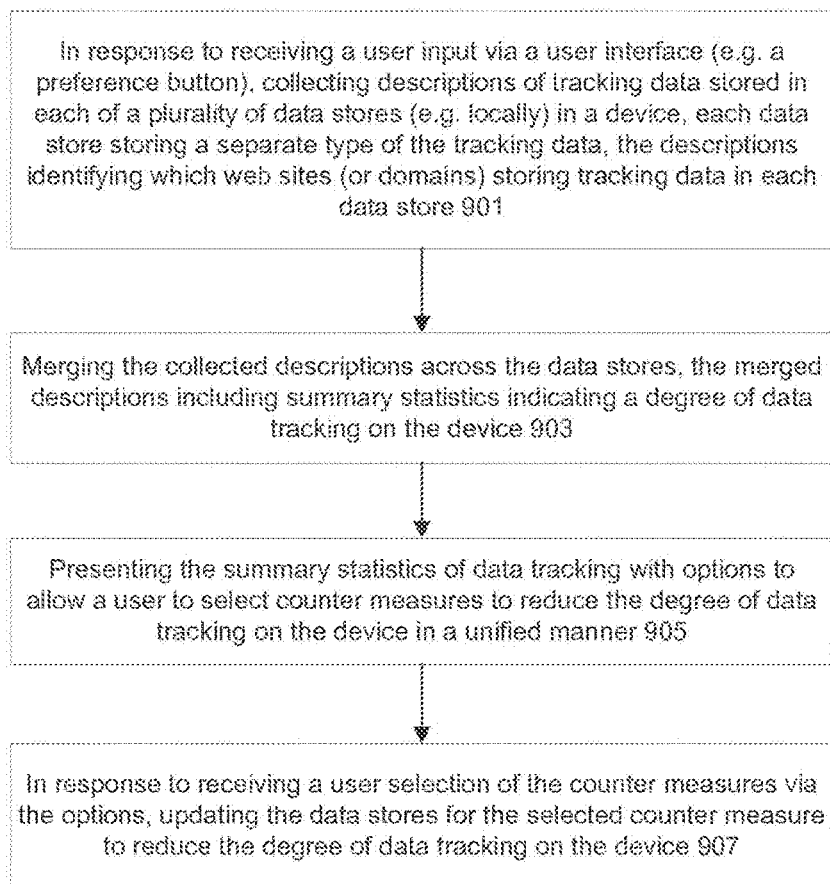 In response to receiving a user input via a user interface (e.g. a
preference button), collecting descriptions of tracking data stored in
each of a plurality of data stores (e.g. locally) in a device, each data
store storing a separate type of the tracking data, the descriptions
identifying which web sites (or domains) storing tracking data in each
data store 901
Merging the collected descriptions across the data stores, the merged
descriptions including summary statistics indicating a degree of data
tracking on the device 903
Presenting the summary statistics of data tracking with options to
allow a user to select counter measures to reduce the degree of data
tracking on the device in a unified manner 905
In response to receiving a user selection of the counter measures via
the options, updating the data stores for the selected counter measure
to reduce the degree of data tracking on the device 907